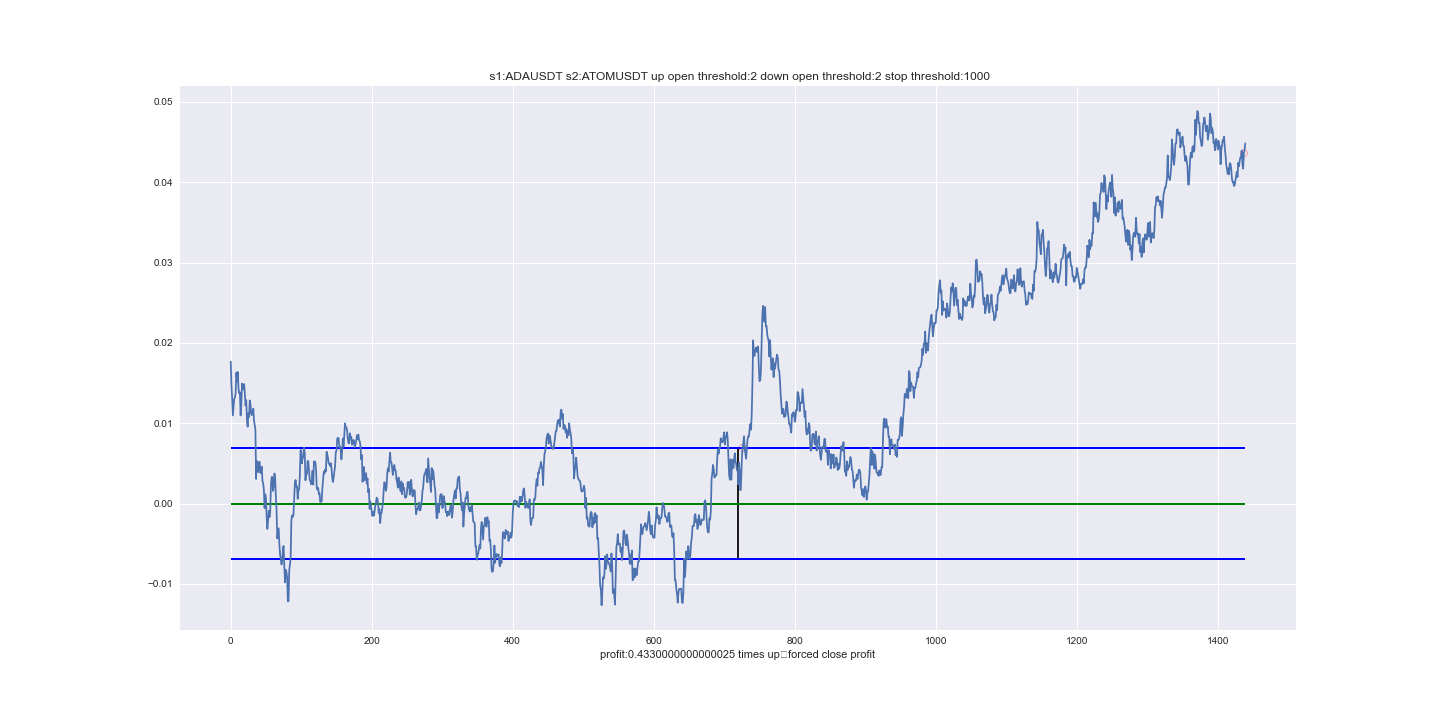 s1:ADAUSDT s2:ATOMUSDT up open threshold:2 down open threshold:2 stop threshold:1000
0.05
0.04
0.03
0.02
0.01
0.00
−0.01
0 200 400 600 800 1000 1200 1400
profit:0.4330000000000025 times up□forced close profit